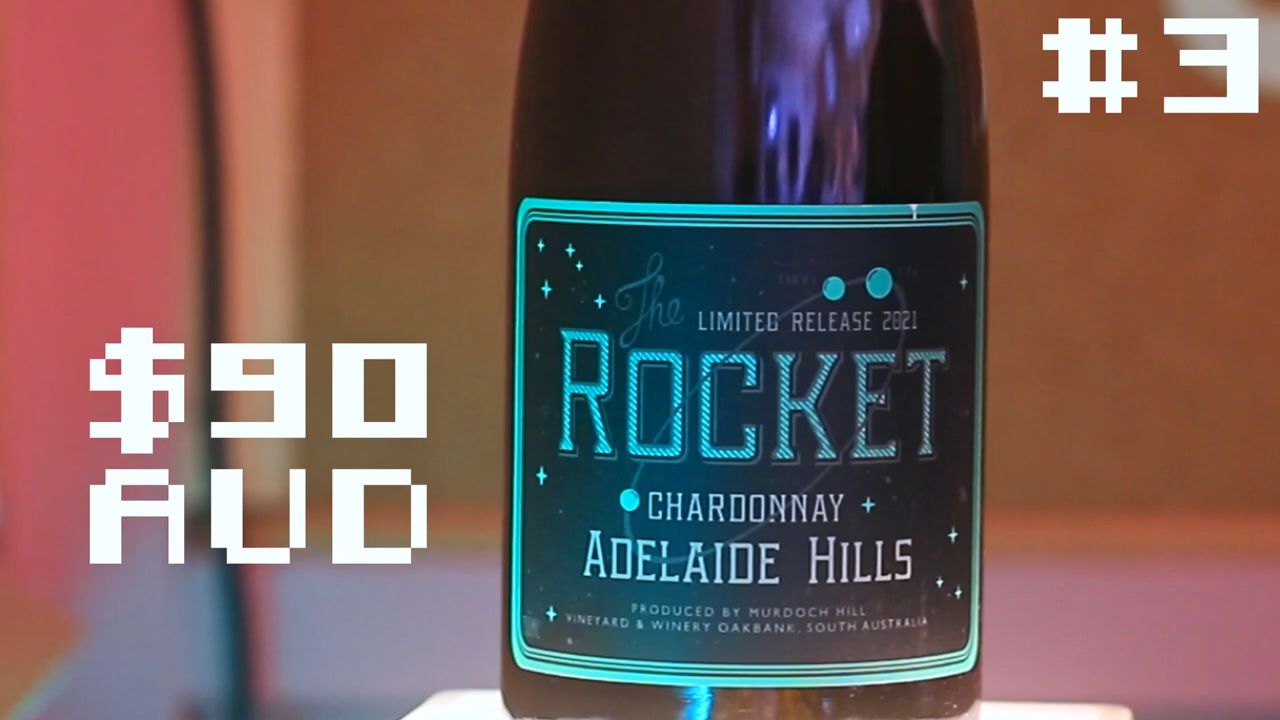 #3
The
LIMITED RELEASE 2021
ROCKET
$90
AUD
CHARDONNAY
ADELAIDE HILLS
PRODUCED BY MURDOCH HILL
VINEYARD & WINERY OAKBANK, SOUTH AUSTRALIA